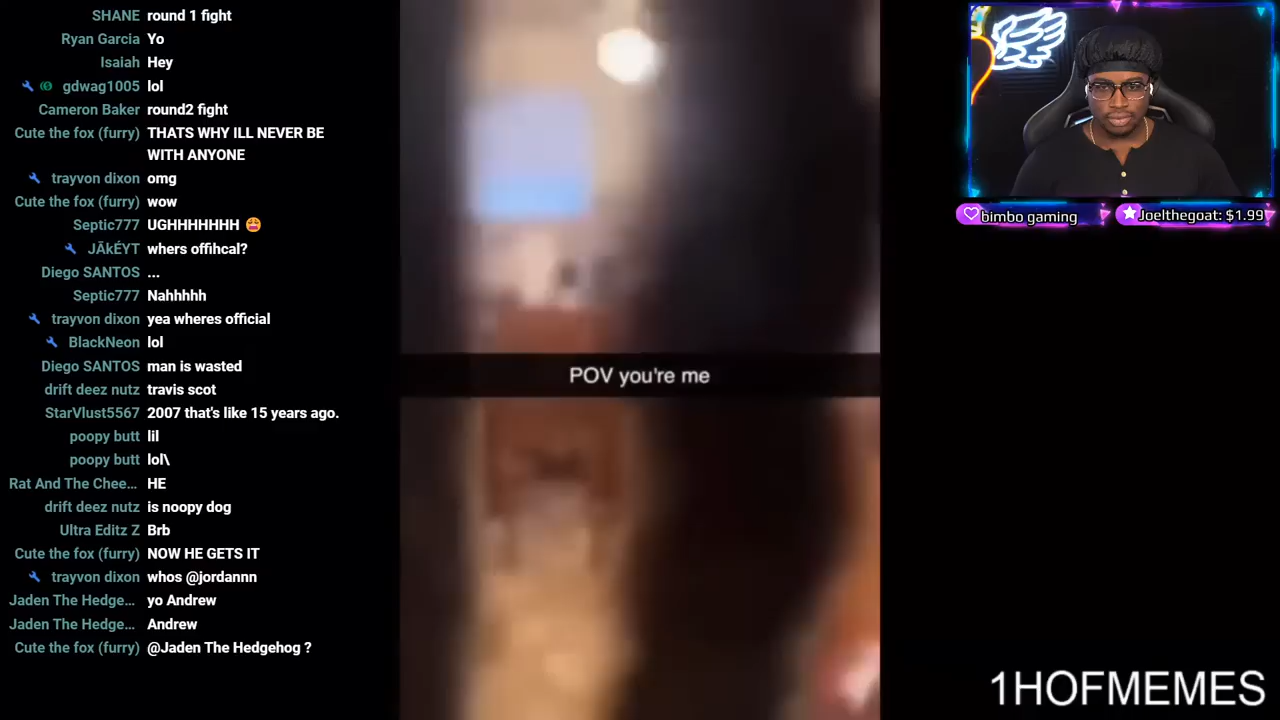 SHANE round 1 fight
Ryan Garcia Yo
Isaiah Hey
gdwag1005 lol
Cameron Baker round2 fight
Cute the fox (furry) THATS WHY ILL NEVER BE
WITH ANYONE
trayvon dixon omg
Cute the fox (furry) wow
Septic777 UGHHHHHHH 😩
JĀkÉYT whers offihcal?
Diego SANTOS ...
Septic777 Nahhhhh
trayvon dixon yea wheres official
BlackNeon lol
Diego SANTOS man is wasted
drift deez nutz travis scot
StarVlust5567 2007 that's like 15 years ago.
poopy butt lil
poopy butt lol\
Rat And The Chee... HE
drift deez nutz is noopy dog
Ultra Editz Z Brb
Cute the fox (furry) NOW HE GETS IT
trayvon dixon whos @jordannn
Jaden The Hedge... yo Andrew
Jaden The Hedge... Andrew
Cute the fox (furry) @Jaden The Hedgehog ?
POV you're me
bimbo gaming
Joelthegoat: $1.99
1HOFMEMES